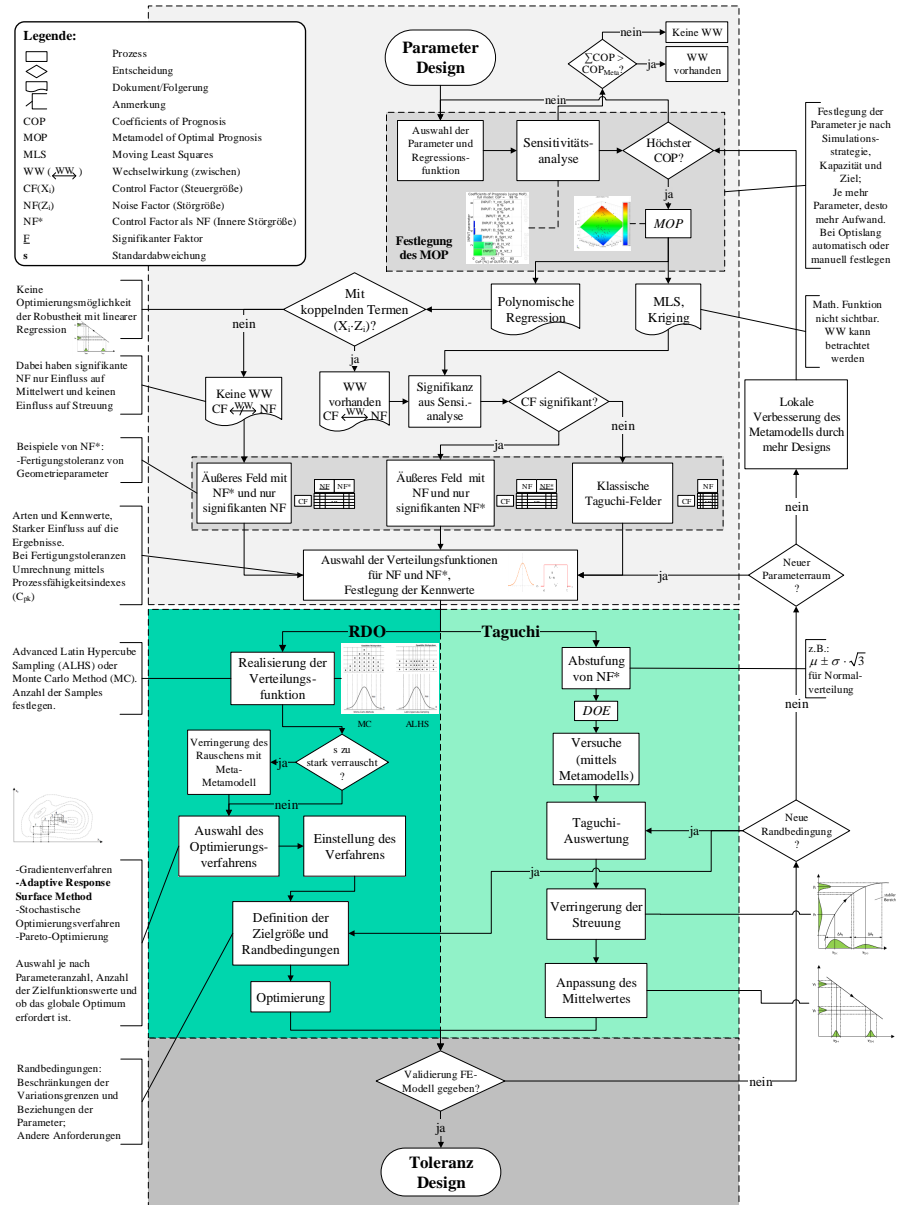 Legende:
Prozess
Entscheidung
Dokument/Folgerung
Anmerkung
COP Coefficients of Prognosis
MOP Metamodel of Optimal Prognosis
MLS Moving Least Squares
WW ( WW ) Wechselwirkung (zwischen)
CF(Xᵢ) Control Factor (Steuergröße)
NF(Zᵢ) Noise Factor (Störgröße)
NF* Control Factor als NF (Innere Störgröße)
F Signifikanter Faktor
s Standardabweichung
Parameter
Design
∑COP >
COP_Meta?
nein
Keine WW
ja
WW
vorhanden
nein
Auswahl der
Parameter und
Regressions-
funktion
Sensitivitäts-
analyse
Höchster
COP?
ja
MOP
Festlegung
des MOP
Festlegung der
Parameter je nach
Simulations-
strategie,
Kapazität und
Ziel;
Je mehr
Parameter, desto
mehr Aufwand.
Bei Optislang
automatisch oder
manuell festlegen
Keine
Optimierungsmöglichkeit
der Robustheit mit linearer
Regression
Mit
koppelnden Termen
(Xᵢ·Zᵢ)?
Polynomische
Regression
MLS,
Kriging
Math. Funktion
nicht sichtbar.
WW kann
betrachtet
werden
nein
ja
Dabei haben signifikante
NF nur Einfluss auf
Mittelwert und keinen
Einfluss auf Streuung
Keine WW
CF WW NF
WW
vorhanden
CF WW NF
Signifikanz
aus Sensi.-
analyse
CF signifikant?
ja
nein
Lokale
Verbesserung des
Metamodells durch
mehr Designs
Beispiele von NF*:
-Fertigungstoleranz von
Geometrieparameter
Äußeres Feld mit
NF* und nur
signifikanten NF
NF NF*
CF
Äußeres Feld mit
NF und nur
signifikanten NF*
NF NF*
CF
Klassische
Taguchi-Felder
NF
CF
nein
Arten und Kennwerte,
Starker Einfluss auf die
Ergebnisse.
Bei Fertigungstoleranzen
Umrechnung mittels
Prozessfähigkeitsindexes
(Cpk)
Auswahl der Verteilungsfunktionen
für NF und NF*,
Festlegung der Kennwerte
ja
Neuer
Parameterraum ?
RDO
Taguchi
Advanced Latin Hypercube
Sampling (ALHS) oder
Monte Carlo Method (MC).
Anzahl der Samples
festlegen.
Realisierung der
Verteilungs-
funktion
MC
ALHS
Abstufung
von NF*
z.B.:
μ ± σ · √3
für Normal-
verteilung
DOE
nein
Verringerung des
Rauschens mit
Meta-
Metamodell
ja
s zu
stark verrauscht
?
nein
Versuche
(mittels
Metamodells)
Auswahl des
Optimierungs-
verfahrens
Einstellung des
Verfahrens
Taguchi-
Auswertung
ja
Neue
Randbedingung ?
ja
-Gradientenverfahren
-Adaptive Response
Surface Method
-Stochastische
Optimierungsverfahren
-Pareto-Optimierung
Auswahl je nach
Parameteranzahl, Anzahl
der Zielfunktionswerte und
ob das globale Optimum
erfordert ist.
Definition der
Zielgröße und
Randbedingungen
Verringerung der
Streuung
Optimierung
Anpassung des
Mittelwertes
Randbedingungen:
Beschränkungen der
Variationsgrenzen und
Beziehungen der
Parameter;
Andere Anforderungen
Validierung FE-
Modell gegeben?
nein
ja
Toleranz
Design